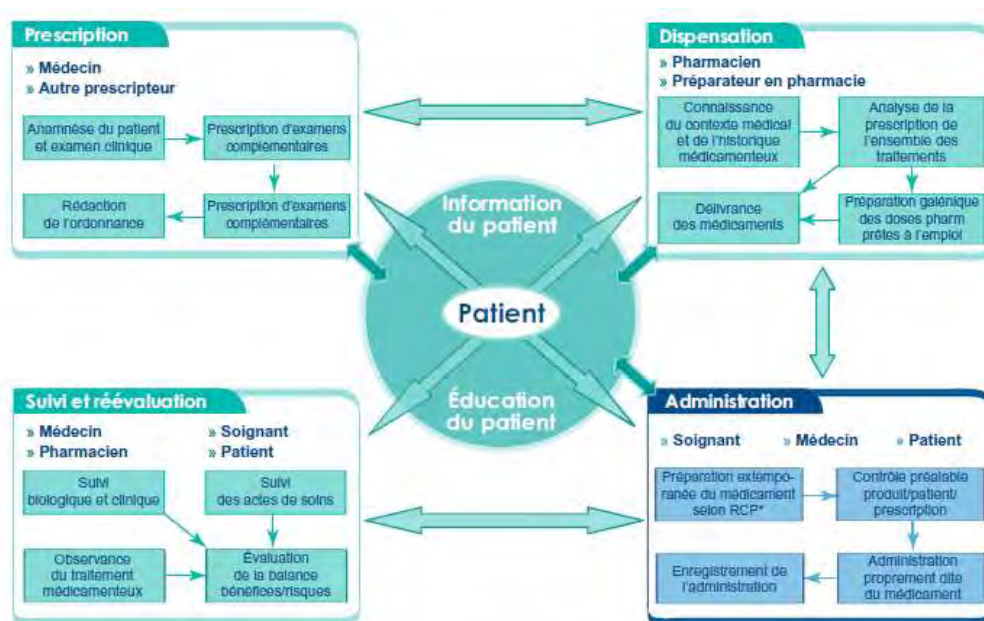 Prescription
» Médecin
» Autre prescripteur
Anamnèse du patient
et examen clinique
Prescription d'examens
complémentaires
Rédaction
de l'ordonnance
Prescription d'examens
complémentaires
Dispensation
» Pharmacien
» Préparateur en pharmacie
Connaissance
du contexte médical
et de l'historique
médicamenteux
Analyse de la
prescription de
l'ensemble des
traitements
Délivrance
des médicaments
Préparation galénique
des doses pharm
prêtes à l'emploi
Information
du patient
Patient
Éducation
du patient
Suivi et réévaluation
» Médecin
» Pharmacien
» Soignant
» Patient
Suivi
biologique et clinique
Suivi
des actes de soins
Observance
du traitement
médicamenteux
Évaluation
de la balance
bénéfices/risques
Administration
» Soignant
» Médecin
» Patient
Préparation extempo-
ranée du médicament
selon RCP*
Contrôle préalable
produit/patient/
prescription
Enregistrement de
l'administration
Administration
proprement dite
du médicament